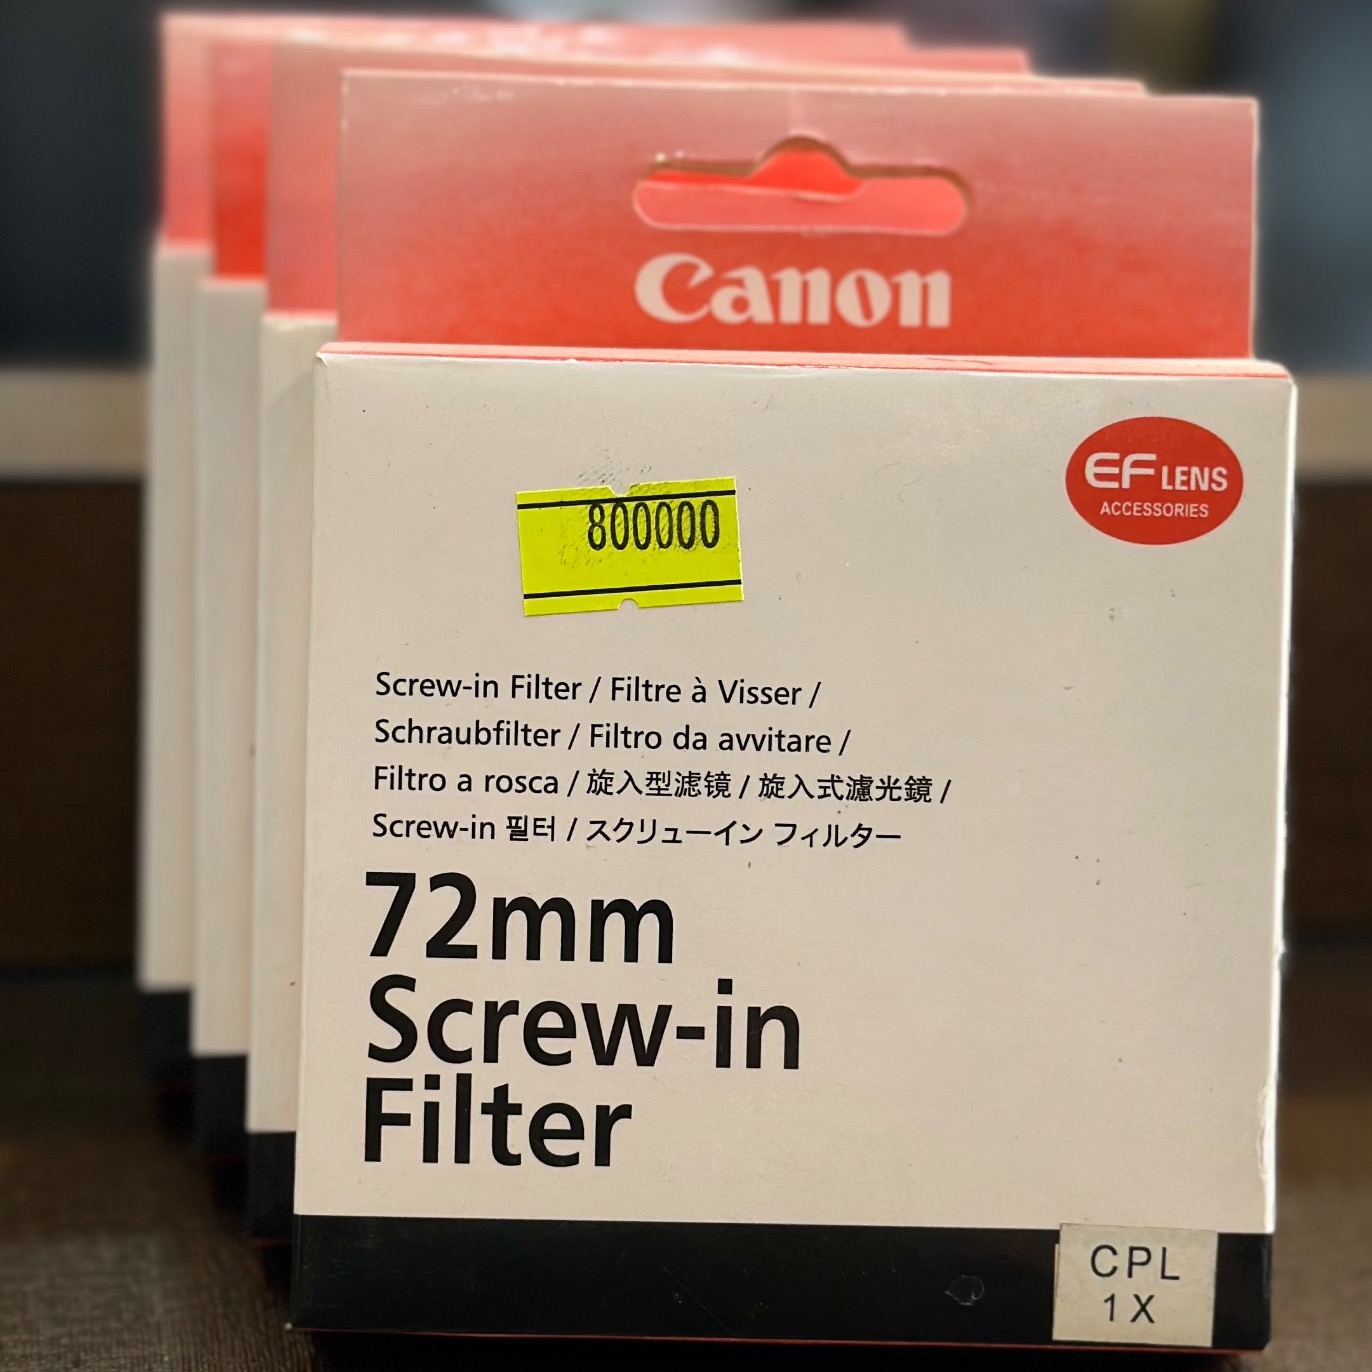 Canon
EF LENS
ACCESSORIES
800000
Screw-in Filter / Filtre à Visser /
Schraubfilter / Filtro da avvitare /
Filtro a rosca / 旋入型滤镜 / 旋入式濾光鏡 /
Screw-in 필터 / スクリューイン フィルター
72mm
Screw-in
Filter
CPL
1X